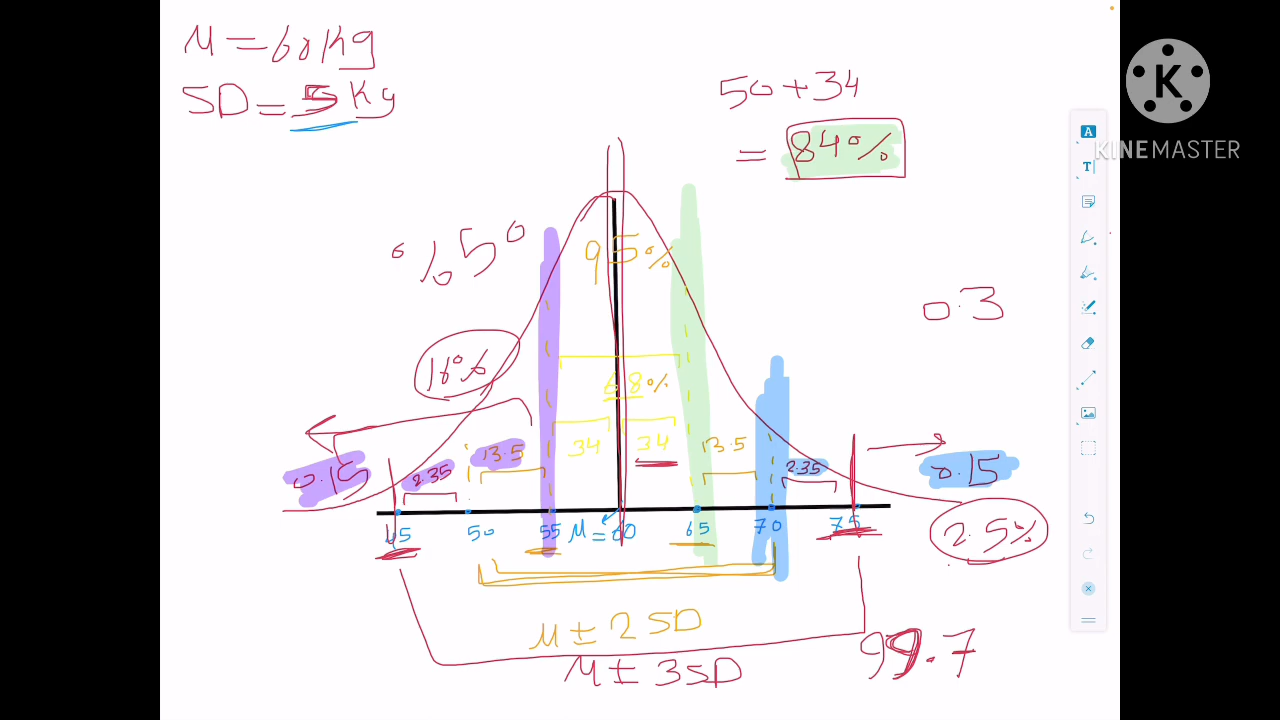 μ = 60 Kg
SD = 5 Kg
50 + 34
= 84%
K
KINEMASTER
A
T
%50
95%
0.3
16%
68%
34
34
13.5
13.5
2.35
2.35
0.15
0.15
45
50
55
μ = 60
65
70
75
2.5%
μ ± 2SD
μ ± 3SD
99.7